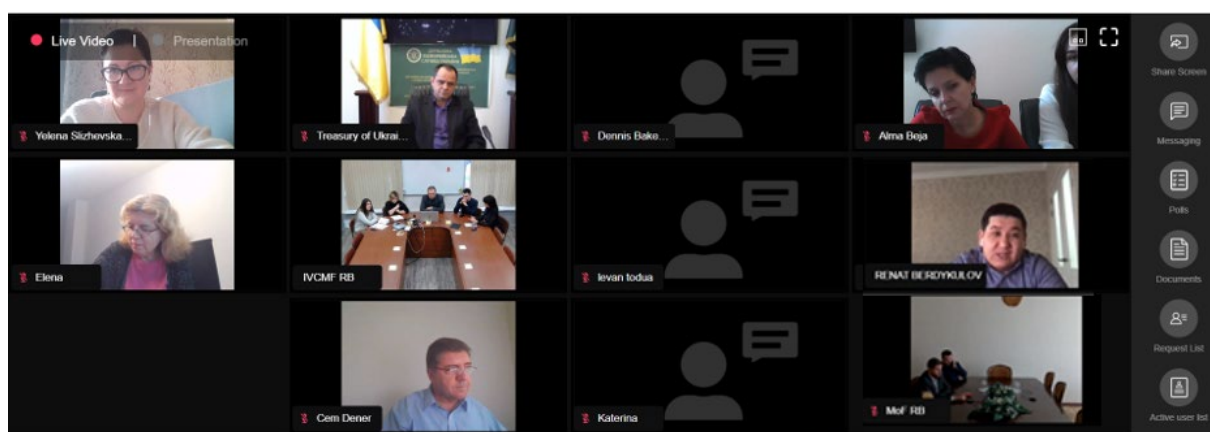 Live Video | Presentation
Share Screen
Yelena Slizhevska...
Treasury of Ukrai...
Dennis Bake...
Alma Beja
Messaging
Polls
Elena
IVCMF RB
levan todua
RENAT BERDYKULOV
Documents
Request List
Cem Dener
Katerina
MoF RB
Active user list